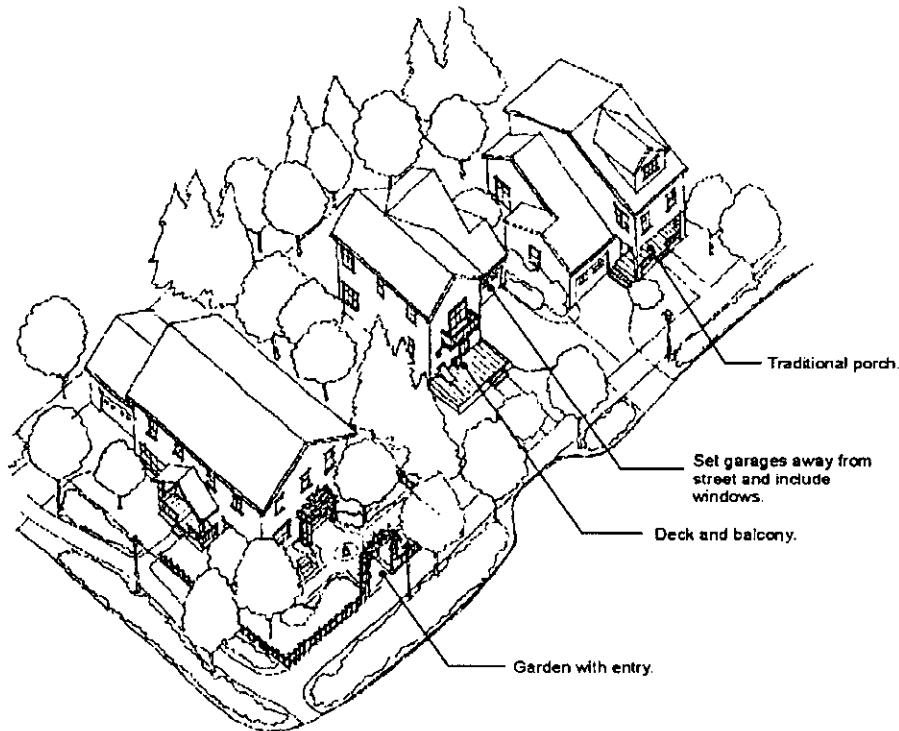 Traditional porch.
Set garages away from
street and include
windows.
Deck and balcony.
Garden with entry.